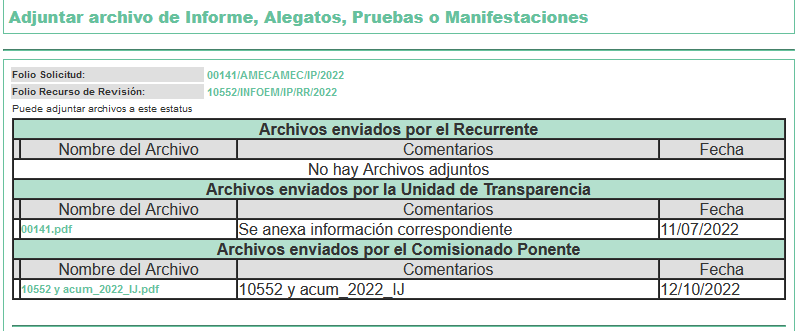 Adjuntar archivo de Informe, Alegatos, Pruebas o Manifestaciones
Folio Solicitud: 00141/AMECAMEC/IP/2022
Folio Recurso de Revisión: 10552/INFOEM/IP/RR/2022
Puede adjuntar archivos a este estatus
Archivos enviados por el Recurrente
Nombre del Archivo Comentarios Fecha
No hay Archivos adjuntos
Archivos enviados por la Unidad de Transparencia
Nombre del Archivo Comentarios Fecha
00141.pdf Se anexa información correspondiente 11/07/2022
Archivos enviados por el Comisionado Ponente
Nombre del Archivo Comentarios Fecha
10552 y acum_2022_IJ.pdf 10552 y acum_2022_IJ 12/10/2022